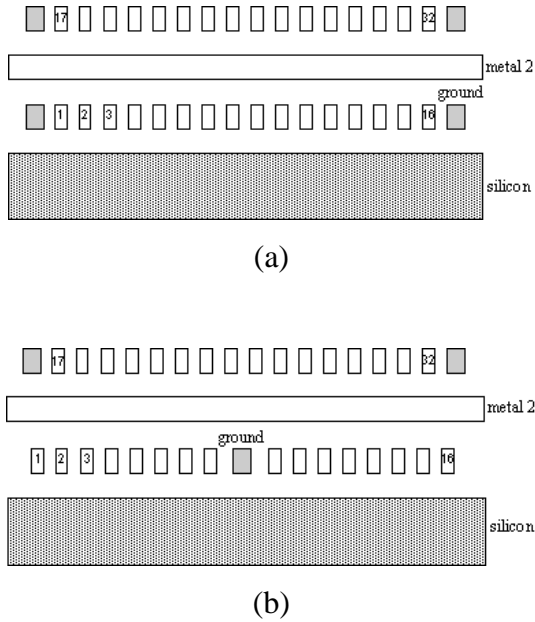 17 32
metal 2
ground
1 2 3 16
silicon
(a)
17 32
metal 2
ground
1 2 3 16
silicon
(b)